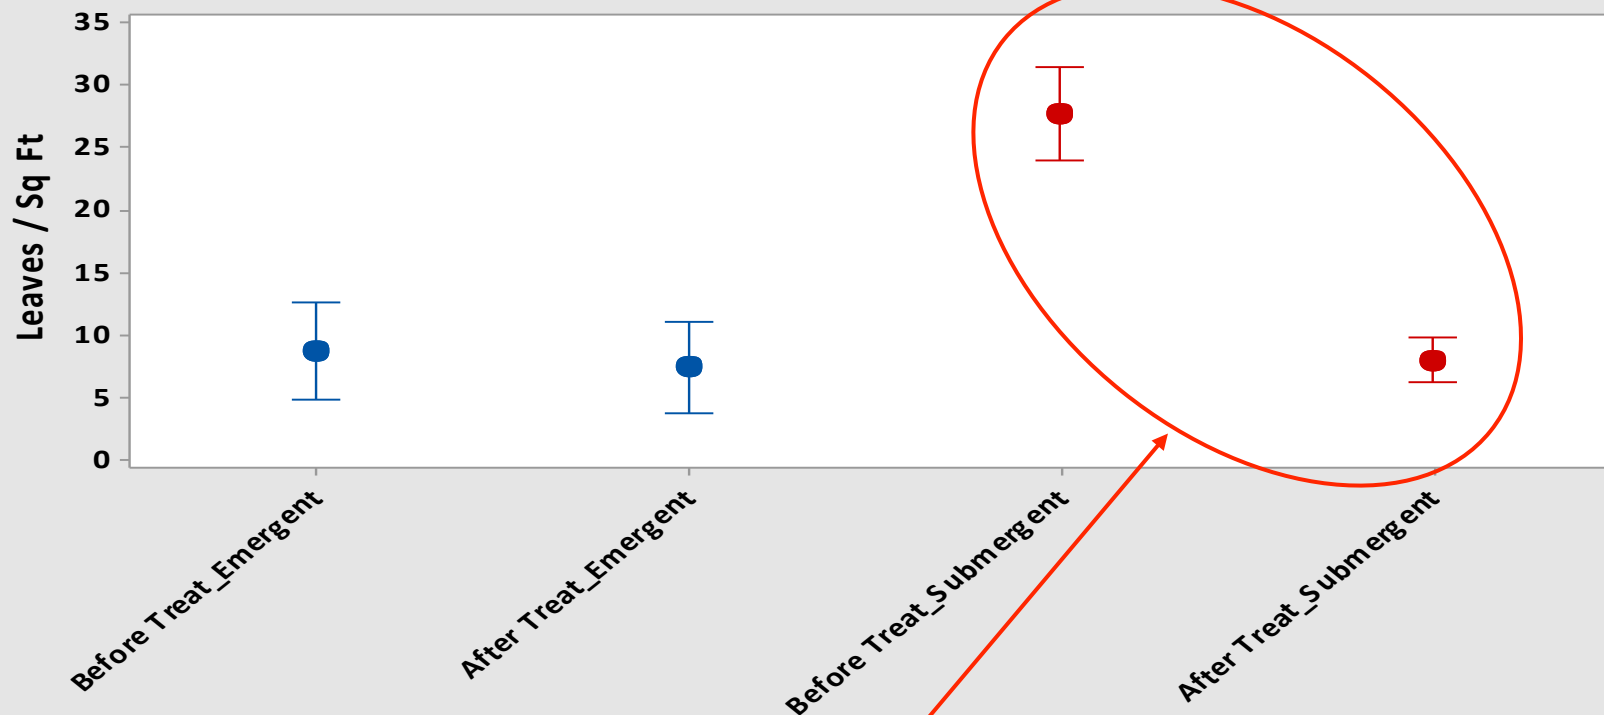 35
30
25
20
15
10
5
0
Leaves / Sq Ft
Before Treat_Emergent
After Treat_Emergent
Before Treat_Submergent
After Treat_Submergent